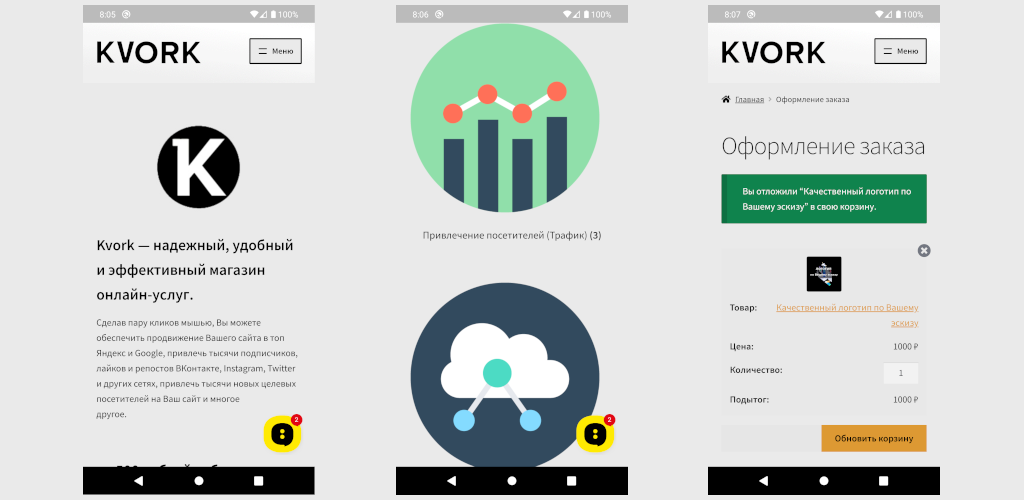 8:05
100%
KVORK
Меню
K
Kvork — надежный, удобный
и эффективный магазин
онлайн-услуг.
Сделав пару кликов мышью, Вы можете
обеспечить продвижение Вашего сайта в топ
Яндекс и Google, привлечь тысячи подписчиков,
лайков и репостов ВКонтакте, Instagram, Twitter
и других сетях, привлечь тысячи новых целевых
посетителей на Ваш сайт и многое
другое.
2
8:06
100%
Привлечение посетителей (Трафик) (3)
2
8:07
100%
KVORK
Меню
Главная > Оформление заказа
Оформление заказа
Вы отложили “Качественный логотип по
Вашему эскизу” в свою корзину.
Товар: Качественный логотип по Вашему
эскизу
Цена: 1000 ₽
Количество: 1
Подытог: 1000 ₽
Обновить корзину